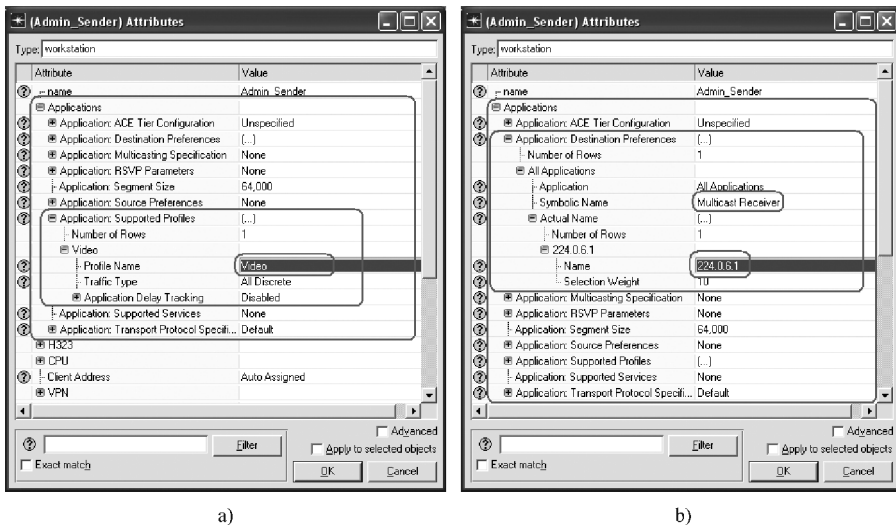 (Admin_Sender) Attributes
Type: workstation
Attribute Value
name Admin_Sender
Applications
Application: ACE Tier Configuration Unspecified
Application: Destination Preferences (...)
Application: Multicasting Specification None
Application: RSVP Parameters None
Application: Segment Size 64,000
Application: Source Preferences None
Application: Supported Profiles (...)
Number of Rows 1
Video
Profile Name Video
Traffic Type All Discrete
Application Delay Tracking Disabled
Application: Supported Services None
Application: Transport Protocol Specifi... Default
H323
CPU
Client Address Auto Assigned
VPN
Advanced
Filter
Apply to selected objects
Exact match
OK Cancel
a)
(Admin_Sender) Attributes
Type: workstation
Attribute Value
name Admin_Sender
Applications
Application: ACE Tier Configuration Unspecified
Application: Destination Preferences (...)
Number of Rows 1
All Applications
Application All Applications
Symbolic Name Multicast Receiver
Actual Name (...)
Number of Rows 1
224.0.6.1
Name 224.0.6.1
Selection Weight 10
Application: Multicasting Specification None
Application: RSVP Parameters None
Application: Segment Size 64,000
Application: Source Preferences None
Application: Supported Profiles (...)
Application: Supported Services None
Application: Transport Protocol Specifi... Default
Advanced
Filter
Apply to selected objects
Exact match
OK Cancel
b)